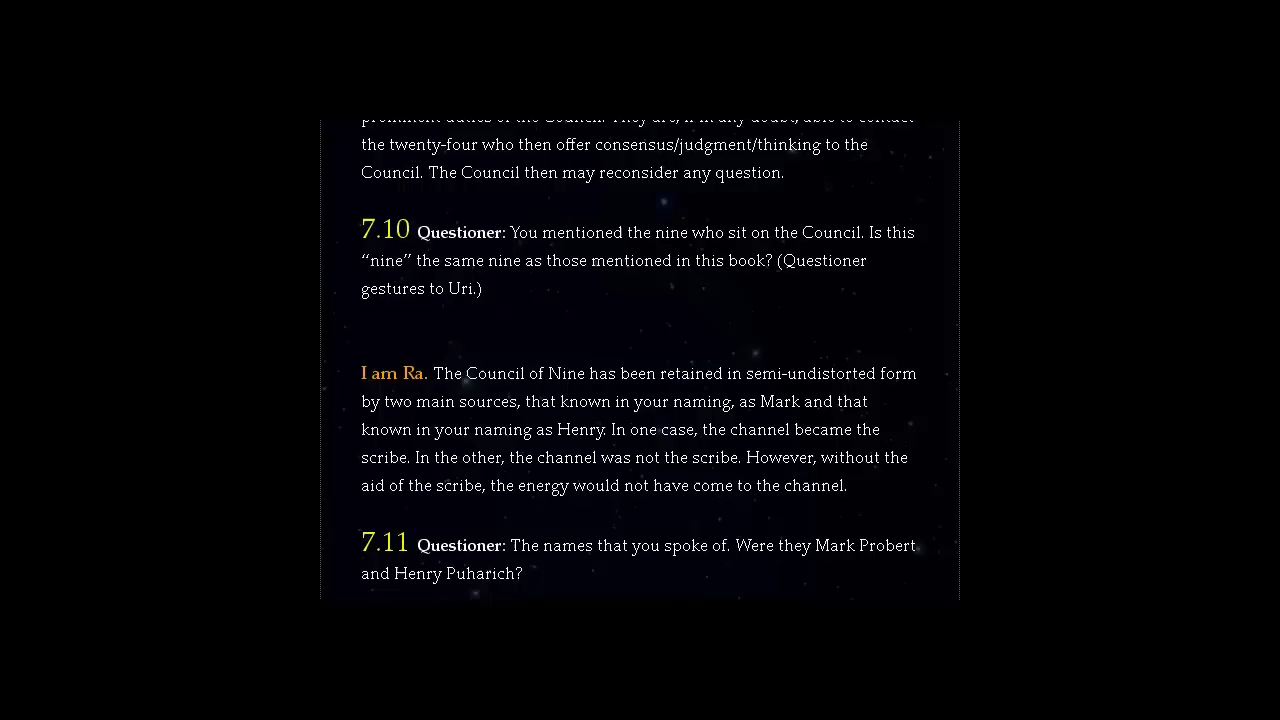 the twenty-four who then offer consensus/judgment/thinking to the
Council. The Council then may reconsider any question.
7.10 Questioner: You mentioned the nine who sit on the Council. Is this
“nine” the same nine as those mentioned in this book? (Questioner
gestures to Uri.)
I am Ra. The Council of Nine has been retained in semi-undistorted form
by two main sources, that known in your naming, as Mark and that
known in your naming as Henry. In one case, the channel became the
scribe. In the other, the channel was not the scribe. However, without the
aid of the scribe, the energy would not have come to the channel.
7.11 Questioner: The names that you spoke of. Were they Mark Probert
and Henry Puharich?